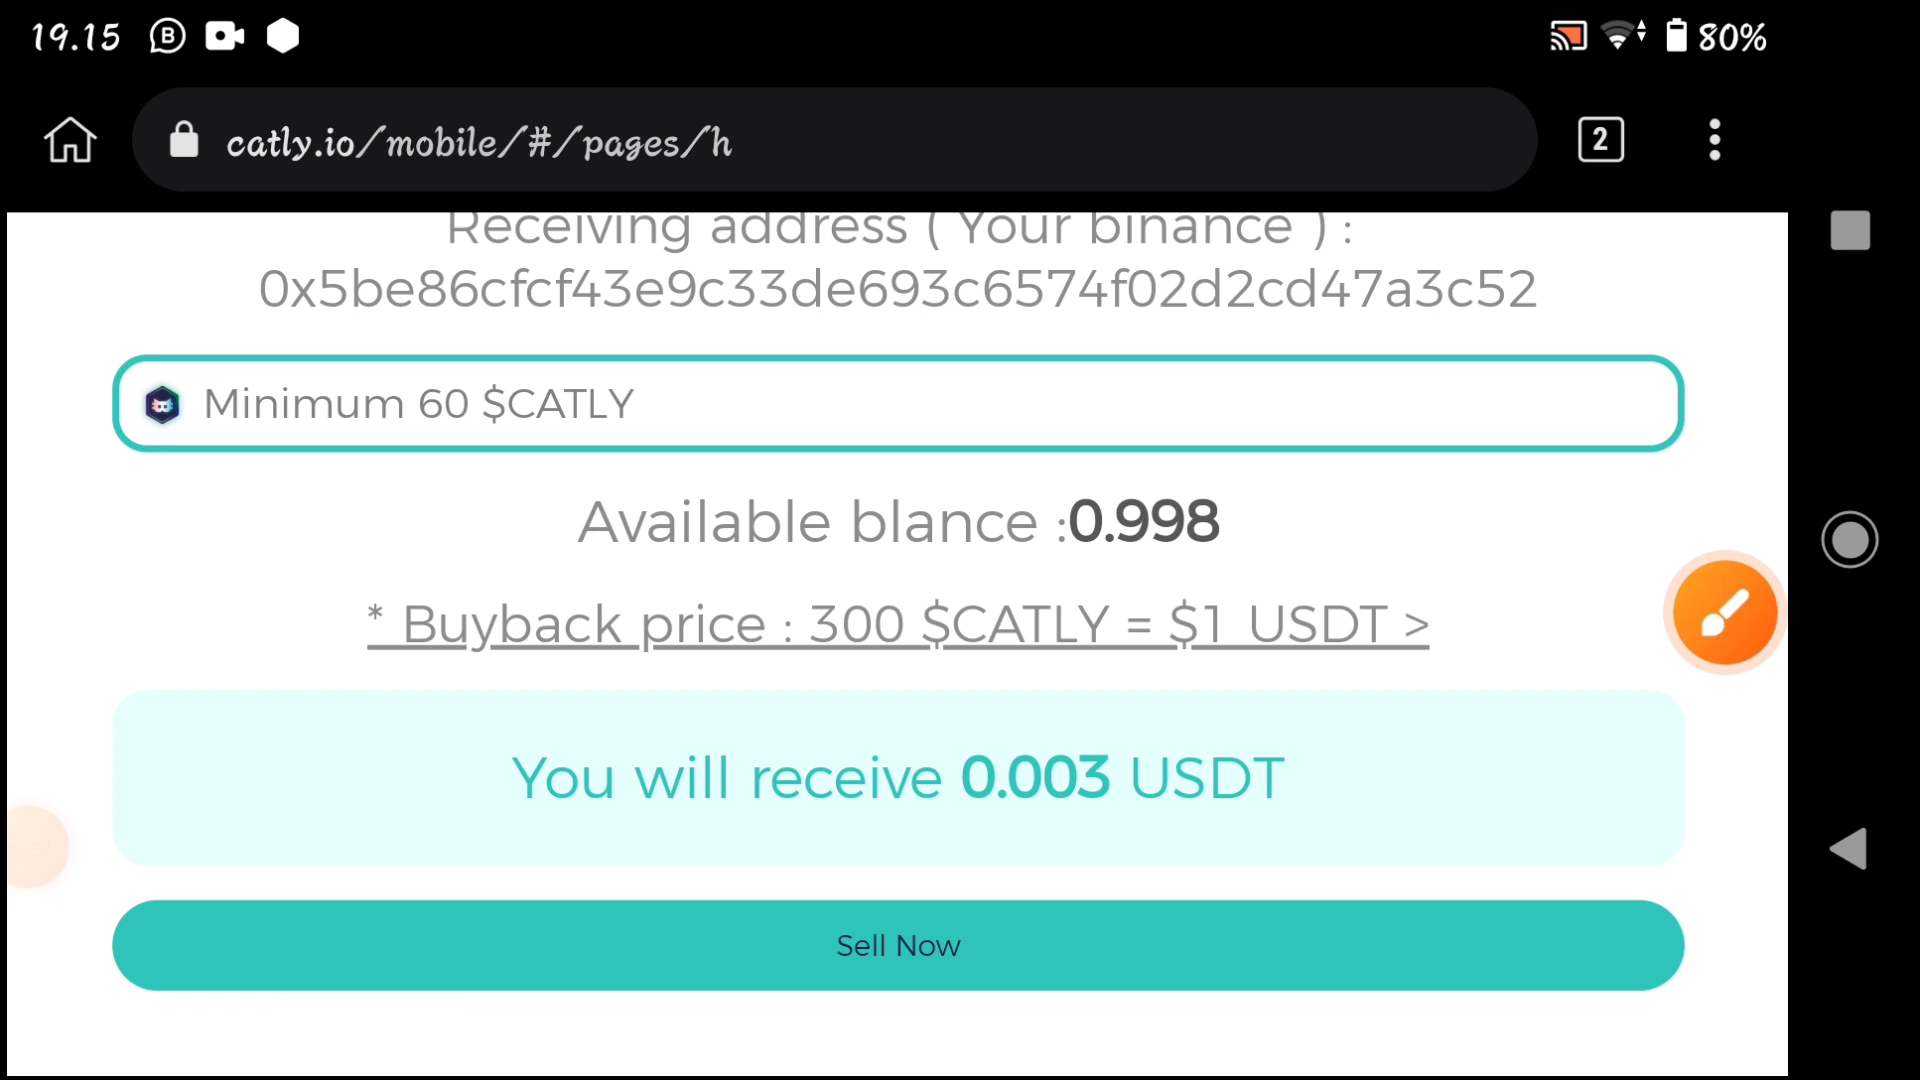 19.15
80%
catly.io/mobile/#/pages/h
2
Receiving address ( Your binance ) :
0x5be86cfcf43e9c33de693c6574f02d2cd47a3c52
Minimum 60 $CATLY
Available blance :0.998
* Buyback price : 300 $CATLY = $1 USDT >
You will receive 0.003 USDT
Sell Now